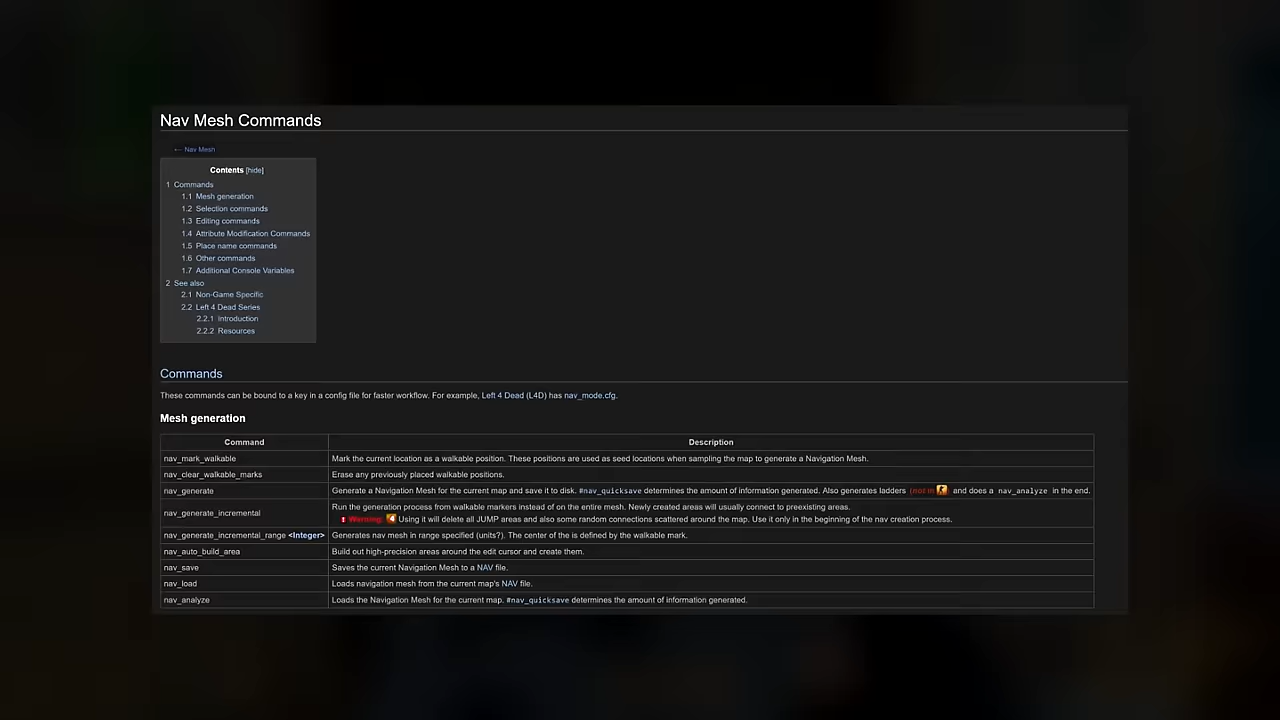 Nav Mesh Commands
← Nav Mesh
Contents [hide]
1 Commands
1.1 Mesh generation
1.2 Selection commands
1.3 Editing commands
1.4 Attribute Modification Commands
1.5 Place name commands
1.6 Other commands
1.7 Additional Console Variables
2 See also
2.1 Non-Game Specific
2.2 Left 4 Dead Series
2.2.1 Introduction
2.2.2 Resources
Commands
These commands can be bound to a key in a config file for faster workflow. For example, Left 4 Dead (L4D) has nav_mode.cfg.
Mesh generation
Command Description
nav_mark_walkable Mark the current location as a walkable position. These positions are used as seed locations when sampling the map to generate a Navigation Mesh.
nav_clear_walkable_marks Erase any previously placed walkable positions.
nav_generate Generate a Navigation Mesh for the current map and save it to disk. #nav_quicksave determines the amount of information generated. Also generates ladders (not in and does a nav_analyze in the end.
nav_generate_incremental Run the generation process from walkable markers instead of on the entire mesh. Newly created areas will usually connect to preexisting areas.
Warning: Using it will delete all JUMP areas and also some random connections scattered around the map. Use it only in the beginning of the nav creation process.
nav_generate_incremental_range <Integer> Generates nav mesh in range specified (units?). The center of the is defined by the walkable mark.
nav_auto_build_area Build out high-precision areas around the edit cursor and create them.
nav_save Saves the current Navigation Mesh to a NAV file.
nav_load Loads navigation mesh from the current map's NAV file.
nav_analyze Loads the Navigation Mesh for the current map. #nav_quicksave determines the amount of information generated.